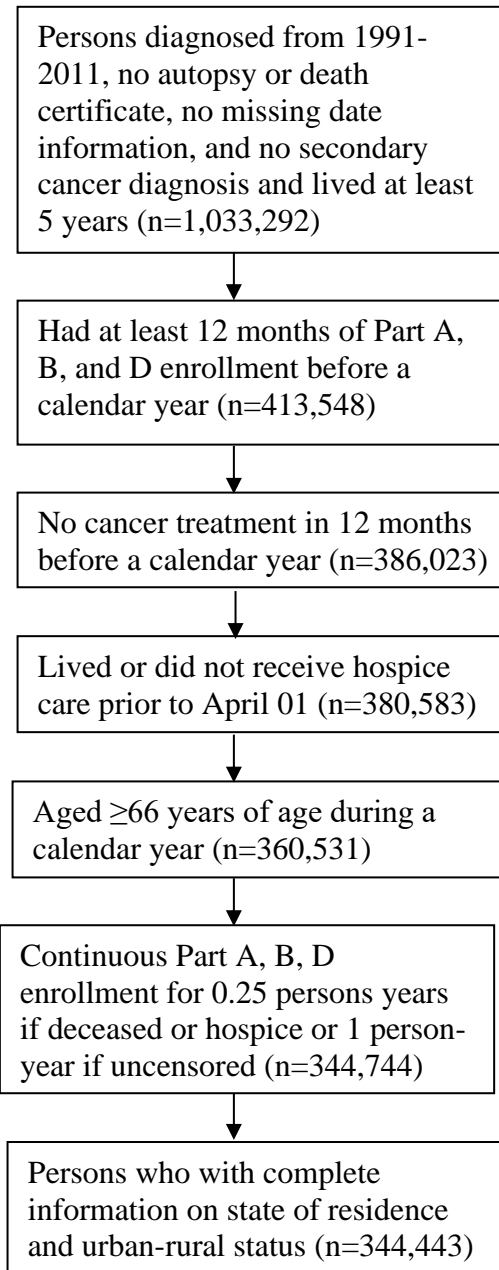 Persons diagnosed from 1991-
2011, no autopsy or death
certificate, no missing date
information, and no secondary
cancer diagnosis and lived at least
5 years (n=1,033,292)
Had at least 12 months of Part A,
B, and D enrollment before a
calendar year (n=413,548)
No cancer treatment in 12 months
before a calendar year (n=386,023)
Lived or did not receive hospice
care prior to April 01 (n=380,583)
Aged ≥66 years of age during a
calendar year (n=360,531)
Continuous Part A, B, D
enrollment for 0.25 persons years
if deceased or hospice or 1 person-
year if uncensored (n=344,744)
Persons who with complete
information on state of residence
and urban-rural status (n=344,443)